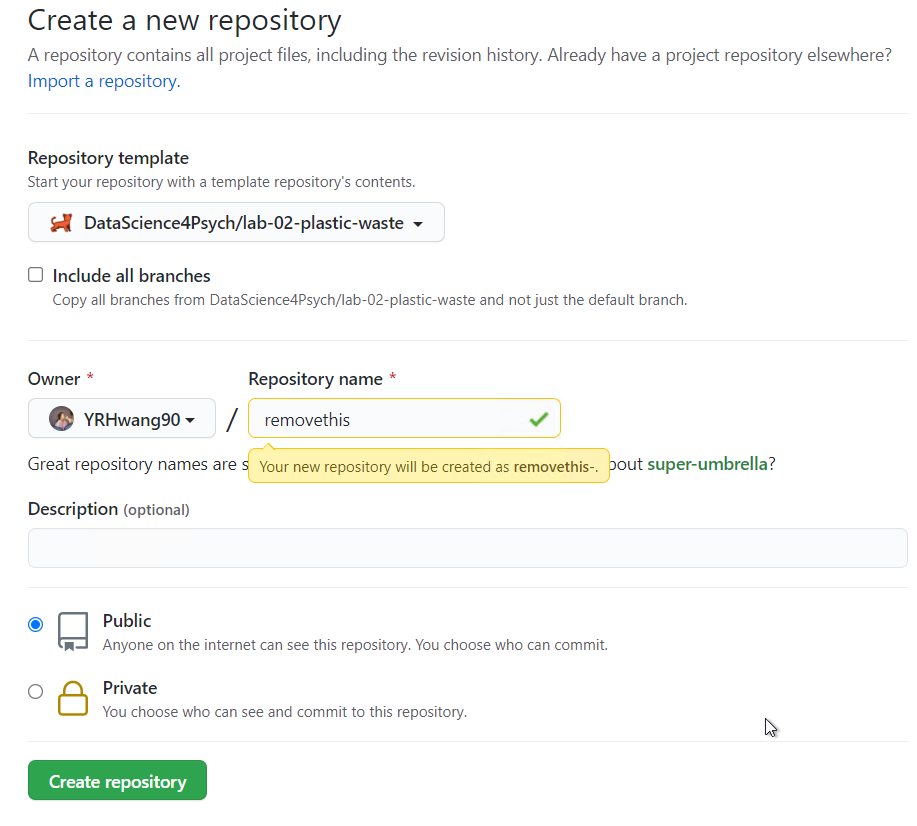 Create a new repository
A repository contains all project files, including the revision history. Already have a project repository elsewhere?
Import a repository.
Repository template
Start your repository with a template repository's contents.
DataScience4Psych/lab-02-plastic-waste
Include all branches
Copy all branches from DataScience4Psych/lab-02-plastic-waste and not just the default branch.
Owner * Repository name *
YRHwang90 / removethis
Great repository names are s
Your new repository will be created as removethis-.
bout super-umbrella?
Description (optional)
Public
Anyone on the internet can see this repository. You choose who can commit.
Private
You choose who can see and commit to this repository.
Create repository